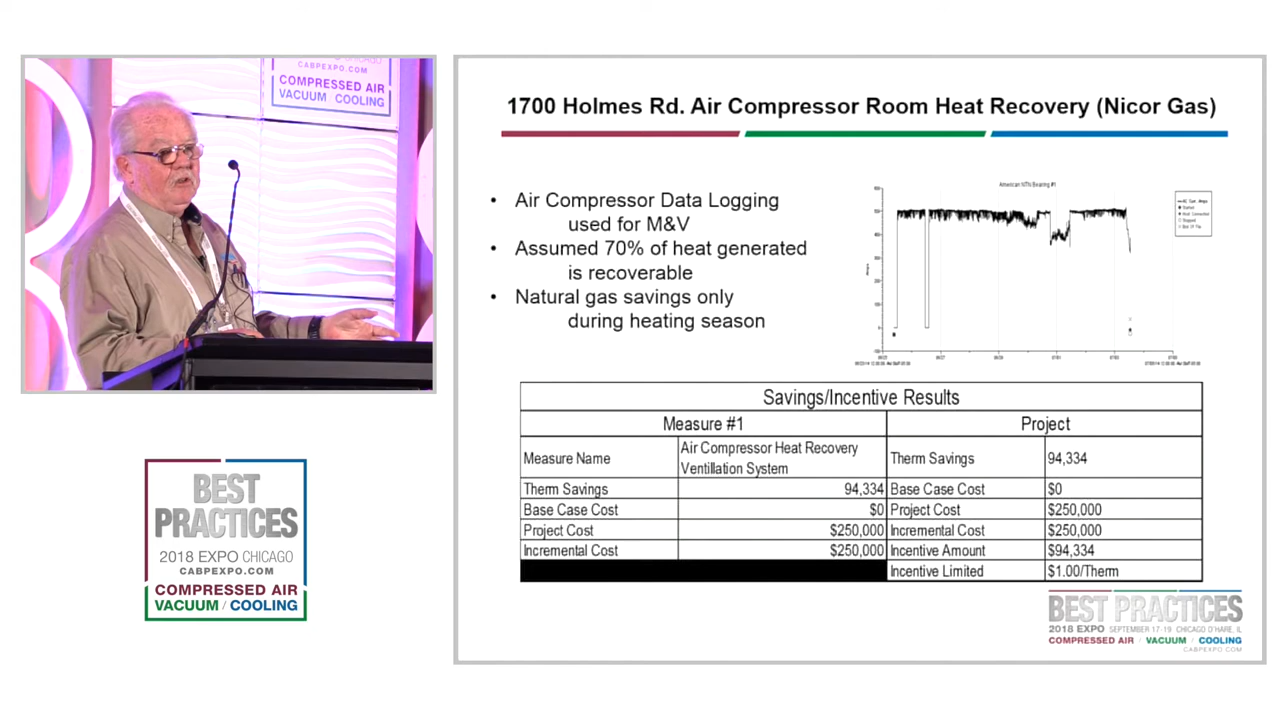 CABPEXPO.COM
COMPRESSED AIR
VACUUM COOLING
1700 Holmes Rd. Air Compressor Room Heat Recovery (Nicor Gas)
• Air Compressor Data Logging
used for M&V
• Assumed 70% of heat generated
is recoverable
• Natural gas savings only
during heating season
American NTN Bearing #1
Savings/Incentive Results
Measure #1 Project
Measure Name Air Compressor Heat Recovery Ventillation System Therm Savings 94,334
Therm Savings 94,334 Base Case Cost $0
Base Case Cost $0 Project Cost $250,000
Project Cost $250,000 Incremental Cost $250,000
Incremental Cost $250,000 Incentive Amount $94,334
Incentive Limited $1.00/Therm
BEST PRACTICES
2018 EXPO SEPTEMBER 17-19 CHICAGO O'HARE, IL
COMPRESSED AIR / VACUUM / COOLING
CABPEXPO.COM
BEST
PRACTICES
2018 EXPO CHICAGO
CABPEXPO.COM
COMPRESSED AIR
VACUUM / COOLING